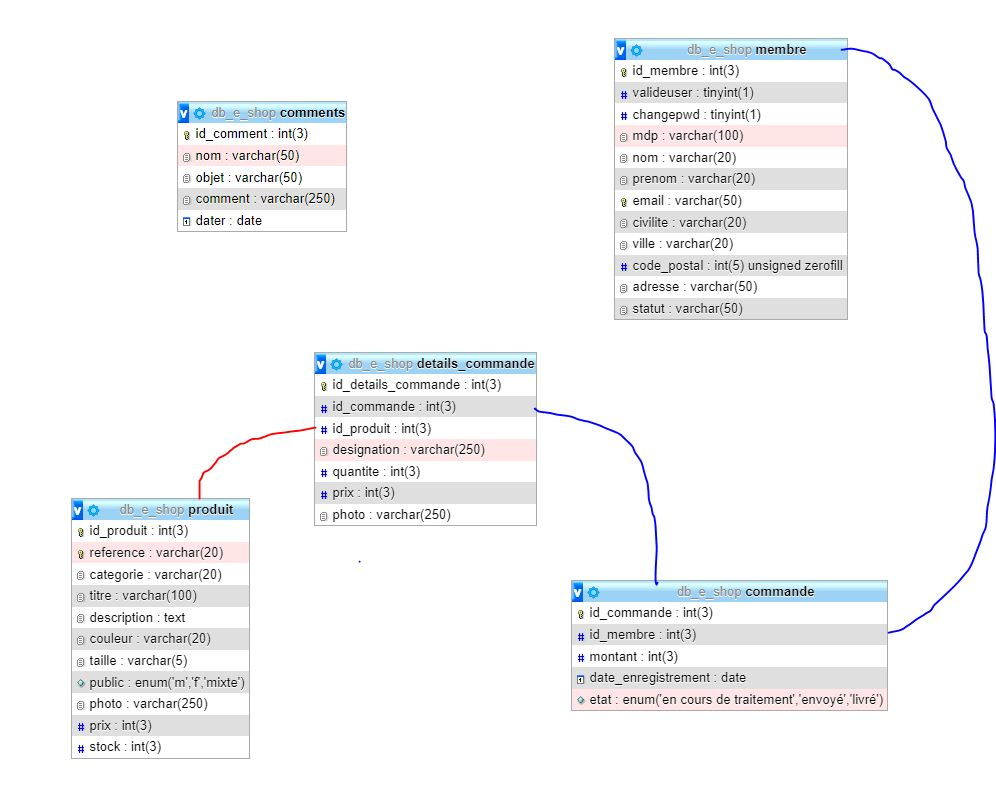 db_e_shop membre
id_membre : int(3)
valideuser : tinyint(1)
changepwd : tinyint(1)
mdp : varchar(100)
nom : varchar(20)
prenom : varchar(20)
email : varchar(50)
civilite : varchar(20)
ville : varchar(20)
code_postal : int(5) unsigned zerofill
adresse : varchar(50)
statut : varchar(50)
db_e_shop comments
id_comment : int(3)
nom : varchar(50)
objet : varchar(50)
comment : varchar(250)
dater : date
db_e_shop details_commande
id_details_commande : int(3)
id_commande : int(3)
id_produit : int(3)
designation : varchar(250)
quantite : int(3)
prix : int(3)
photo : varchar(250)
db_e_shop produit
id_produit : int(3)
reference : varchar(20)
categorie : varchar(20)
titre : varchar(100)
description : text
couleur : varchar(20)
taille : varchar(5)
public : enum('m','f','mixte')
photo : varchar(250)
prix : int(3)
stock : int(3)
db_e_shop commande
id_commande : int(3)
id_membre : int(3)
montant : int(3)
date_enregistrement : date
etat : enum('en cours de traitement','envoyé','livré')